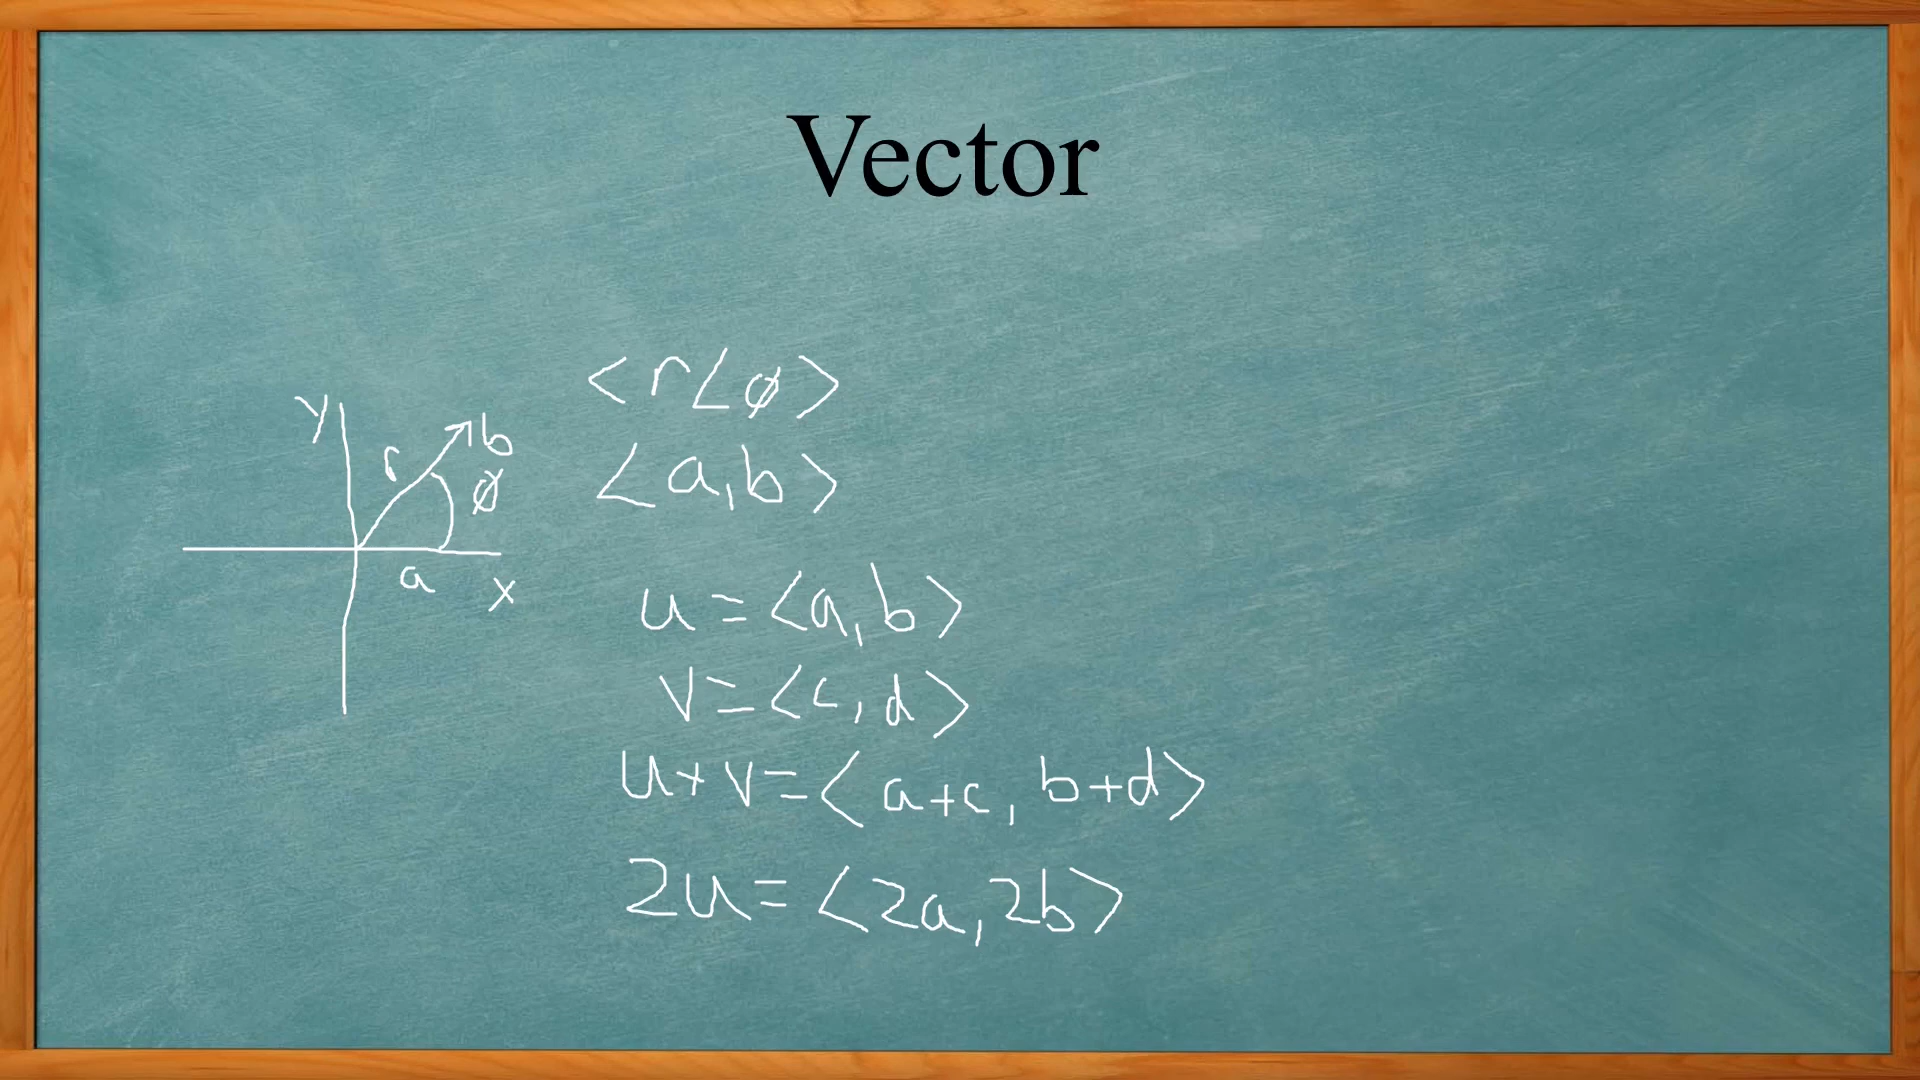 Vector
<r∠ø>
<a,b>
y
r
b
ø
a
x
u=<a,b>
v=<c,d>
u+v=<a+c,b+d>
2u=<2a,2b>